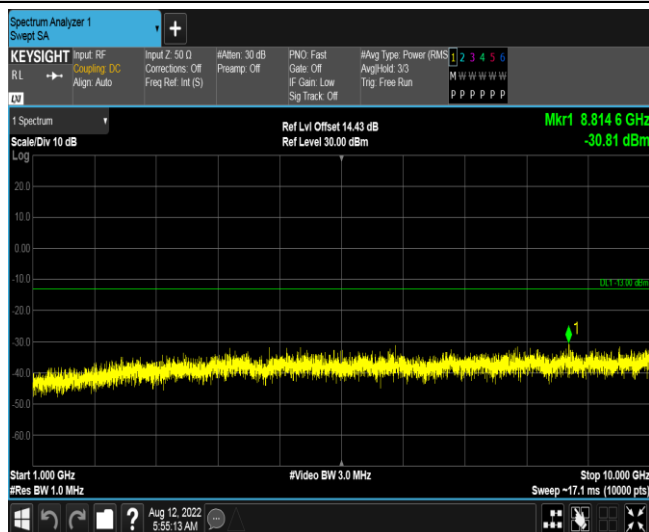 Spectrum Analyzer 1
Swept SA
+
KEYSIGHT Input: RF Input Z: 50 Ω #Atten: 30 dB PNO: Fast #Avg Type: Power (RMS 1 2 3 4 5 6
RL Coupling: DC Corrections: Off Preamp: Off Gate: Off Avg|Hold: 3/3 M W W W W W
Align: Auto Freq Ref: Int (S) IF Gain: Low Trig: Free Run
Sig Track: Off P P P P P P
LXI
1 Spectrum Ref Lvl Offset 14.43 dB Mkr1 8.814 6 GHz
Scale/Div 10 dB Ref Level 30.00 dBm -30.81 dBm
Log
20.0
10.0
0.00
-10.0
DL1 -13.00 dBm
-20.0
1
-30.0
-40.0
-50.0
-60.0
Start 1.000 GHz #Video BW 3.0 MHz Stop 10.000 GHz
#Res BW 1.0 MHz Sweep ~17.1 ms (10000 pts)
? Aug 12, 2022
5:55:13 AM